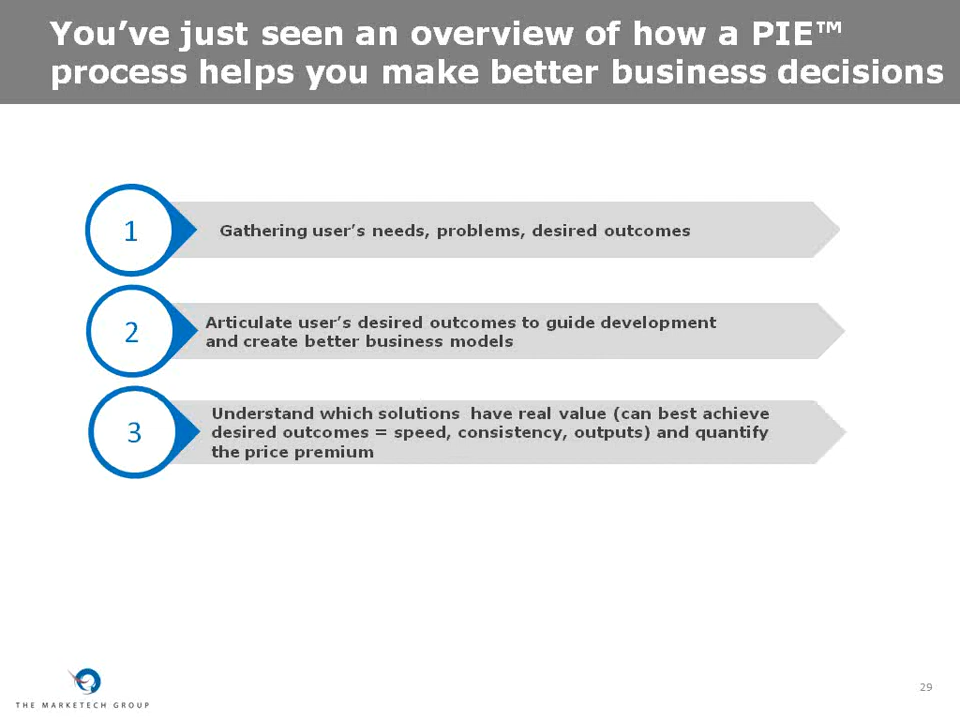 You’ve just seen an overview of how a PIE™
process helps you make better business decisions
1
Gathering user’s needs, problems, desired outcomes
2
Articulate user’s desired outcomes to guide development
and create better business models
3
Understand which solutions  have real value (can best achieve
desired outcomes = speed, consistency, outputs) and quantify
the price premium
THE MARKETECH GROUP
29